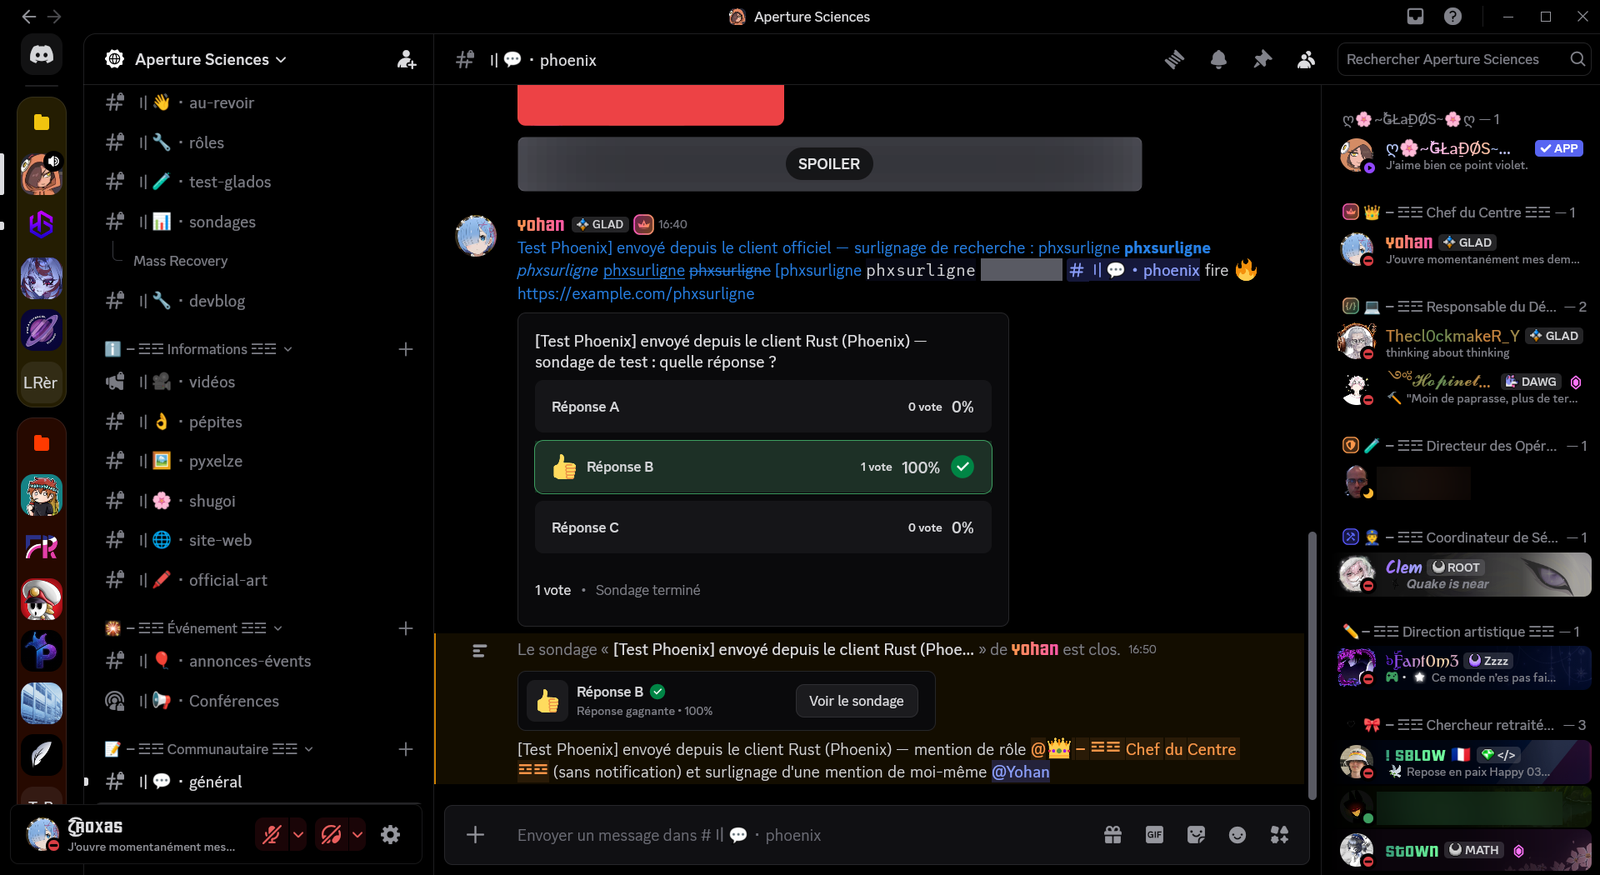 Aperture Sciences
Aperture Sciences
au-revoir
rôles
test-glados
sondages
Mass Recovery
devblog
Informations
vidéos
pépites
pyxelze
shugoi
site-web
official-art
Événement
annonces-évents
Conférences
Communautaire
général
LRèr
Roxas
J'ouvre momentanément mes...
# phoenix
SPOILER
Yohan GLAD 16:40
Test Phoenix] envoyé depuis le client officiel — surlignage de recherche : phxsurligne phxsurligne
phxsurligne phxsurligne phxsurligne [phxsurligne phxsurligne # phoenix fire 🔥
https://example.com/phxsurligne
[Test Phoenix] envoyé depuis le client Rust (Phoenix) —
sondage de test : quelle réponse ?
Réponse A 0 vote 0%
Réponse B 1 vote 100%
Réponse C 0 vote 0%
1 vote • Sondage terminé
Le sondage « [Test Phoenix] envoyé depuis le client Rust (Phoe... » de Yohan est clos. 16:50
Réponse B
Réponse gagnante • 100%
Voir le sondage
[Test Phoenix] envoyé depuis le client Rust (Phoenix) — mention de rôle @👑 – ☲☲ Chef du Centre
☲☲ (sans notification) et surlignage d'une mention de moi-même @Yohan
Envoyer un message dans # 💬・phoenix
GIF
Rechercher Aperture Sciences
— 1
APP
J'aime bien ce point violet.
Chef du Centre — 1
Yohan GLAD
J'ouvre momentanément mes dem...
Responsable du Dé... — 2
Thecl0ckmakeR_Y GLAD
thinking about thinking
Hopinet... DAWG
"Moin de paprasse, plus de ter...
Directeur des Opér... — 1
Coordinateur de Sé... — 1
Clem ROOT
Quake is near
Direction artistique — 1
Fant0m3 Zzzz
Ce monde n'es pas fai...
Chercheur retraité... — 3
! SBLOW </>
Repose en paix Happy 03...
stown MATH